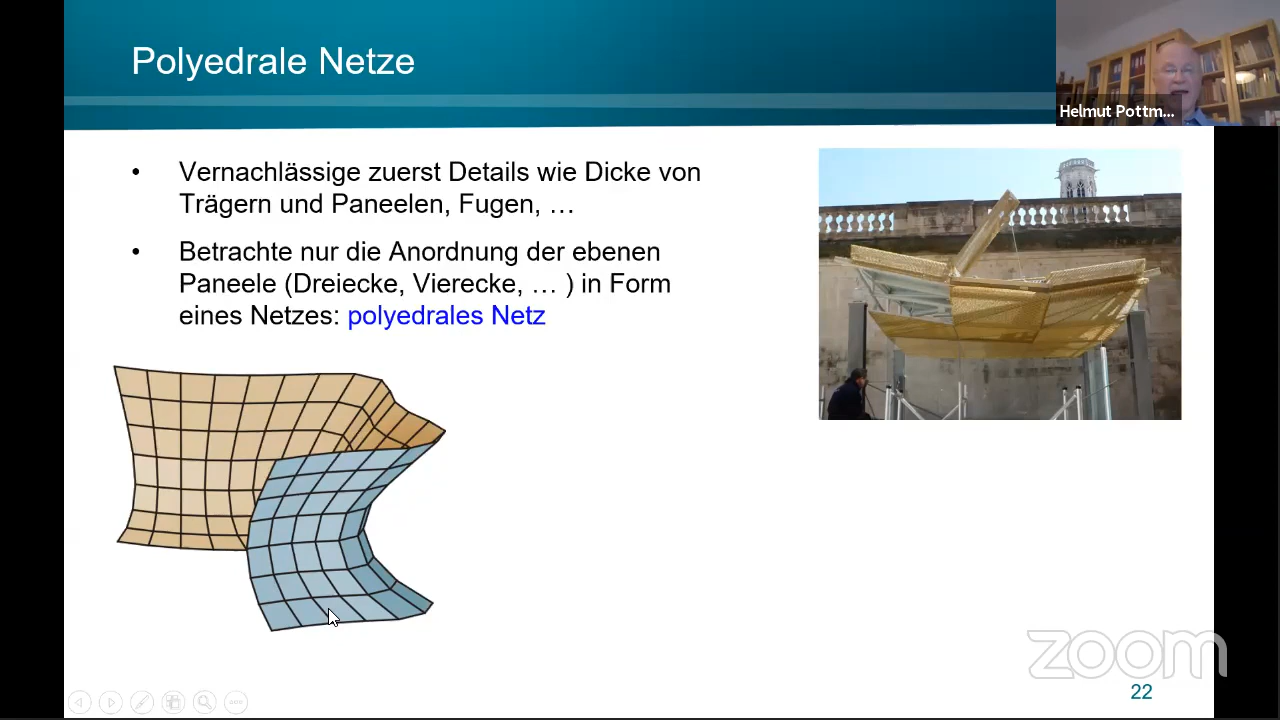 Polyedrale Netze
Helmut Pottm...
• Vernachlässige zuerst Details wie Dicke von
Trägern und Paneelen, Fugen, …
• Betrachte nur die Anordnung der ebenen
Paneele (Dreiecke, Vierecke, … ) in Form
eines Netzes: polyedrales Netz
zoom
22